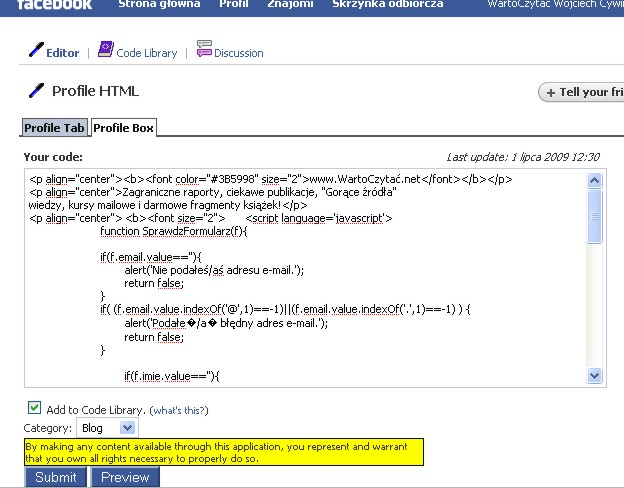 facebook Strona główna Profil Znajomi Skrzynka odbiorcza WartoCzytać Wojciech Cywi
Editor | Code Library | Discussion
Profile HTML
+ Tell your fri
Profile Tab Profile Box
Your code: Last update: 1 lipca 2009 12:30
<p align="center"><b><font color="#3B5998" size="2">www.WartoCzytać.net</font></b></p>
<p align="center">Zagraniczne raporty, ciekawe publikacje, "Gorące źródła"
wiedzy, kursy mailowe i darmowe fragmenty książek!</p>
<p align="center"> <b><font size="2"> <script language='javascript'>
function SprawdzFormularz(f){
if(f.email.value==''){
alert('Nie podałeś/aś adresu e-mail.');
return false;
}
if( (f.email.value.indexOf('@',1)==-1)||(f.email.value.indexOf('.',1)==-1) ) {
alert('Podałe�/a� błędny adres e-mail.');
return false;
}
if(f.imie.value==''){
Add to Code Library. (what's this?)
Category: Blog
By making any content available through this application, you represent and warrant
that you own all rights necessary to properly do so.
Submit Preview